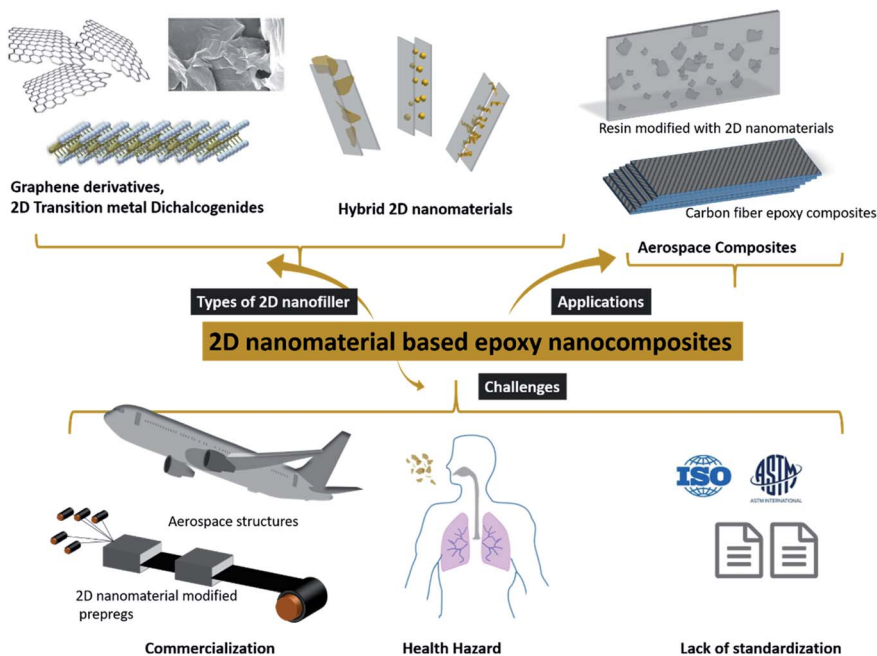 Resin modified with 2D nanomaterials
Graphene derivatives,
2D Transition metal Dichalcogenides
Hybrid 2D nanomaterials
Carbon fiber epoxy composites
Aerospace Composites
Types of 2D nanofiller
Applications
2D nanomaterial based epoxy nanocomposites
Challenges
ISO
ASTM
ASTM INTERNATIONAL
Aerospace structures
2D nanomaterial modified
prepregs
Commercialization
Health Hazard
Lack of standardization